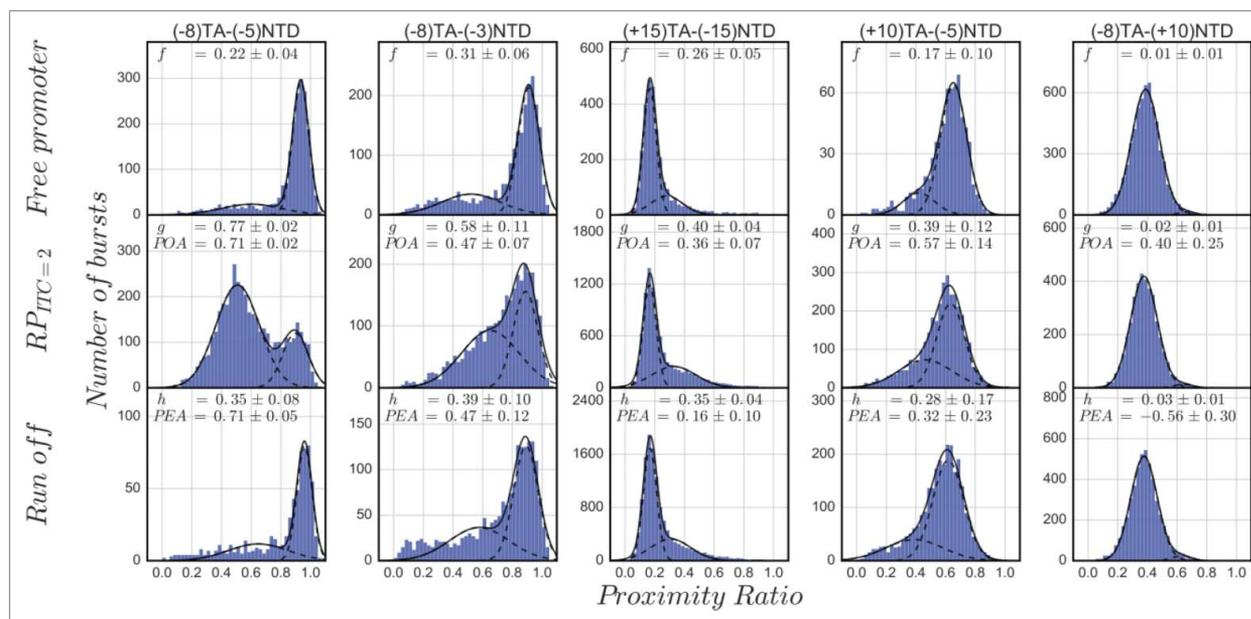 (-8)TA-(-5)NTD (-8)TA-(-3)NTD (+15)TA-(-15)NTD (+10)TA-(-5)NTD (-8)TA-(+10)NTD
Free promoter
RP_{ITC=2}
Run off
Number of bursts
f = 0.22 ± 0.04
300
200
100
0
f = 0.31 ± 0.06
200
100
0
f = 0.26 ± 0.05
600
400
200
0
f = 0.17 ± 0.10
60
30
0
f = 0.01 ± 0.01
600
400
200
0
g = 0.77 ± 0.02
POA = 0.71 ± 0.02
300
200
100
0
g = 0.58 ± 0.11
POA = 0.47 ± 0.07
200
100
0
g = 0.40 ± 0.04
POA = 0.36 ± 0.07
1800
1200
600
0
g = 0.39 ± 0.12
POA = 0.57 ± 0.14
400
300
200
100
0
g = 0.02 ± 0.01
POA = 0.40 ± 0.25
600
400
200
0
h = 0.35 ± 0.08
PEA = 0.71 ± 0.05
100
50
0
h = 0.39 ± 0.10
PEA = 0.47 ± 0.12
150
100
50
0
h = 0.35 ± 0.04
PEA = 0.16 ± 0.10
2400
1600
800
0
h = 0.28 ± 0.17
PEA = 0.32 ± 0.23
300
200
100
0
h = 0.03 ± 0.01
PEA = −0.56 ± 0.30
800
600
400
200
0
0.0 0.2 0.4 0.6 0.8 1.0
0.0 0.2 0.4 0.6 0.8 1.0
0.0 0.2 0.4 0.6 0.8 1.0
0.0 0.2 0.4 0.6 0.8 1.0
0.0 0.2 0.4 0.6 0.8 1.0
Proximity Ratio